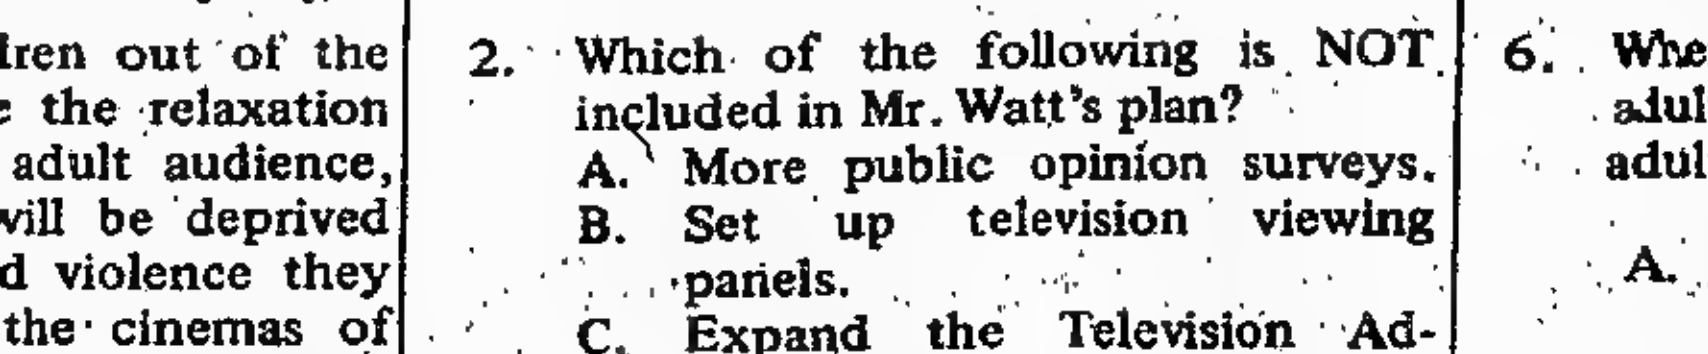 dren out of the
the relaxation
adult audience,
will be deprived
violence they
the cinemas of
2. Which of the following is NOT
included in Mr. Watt's plan?
A. More public opinion surveys.
B. Set up television viewing
panels.
C. Expand the Television Ad-
6.
A.